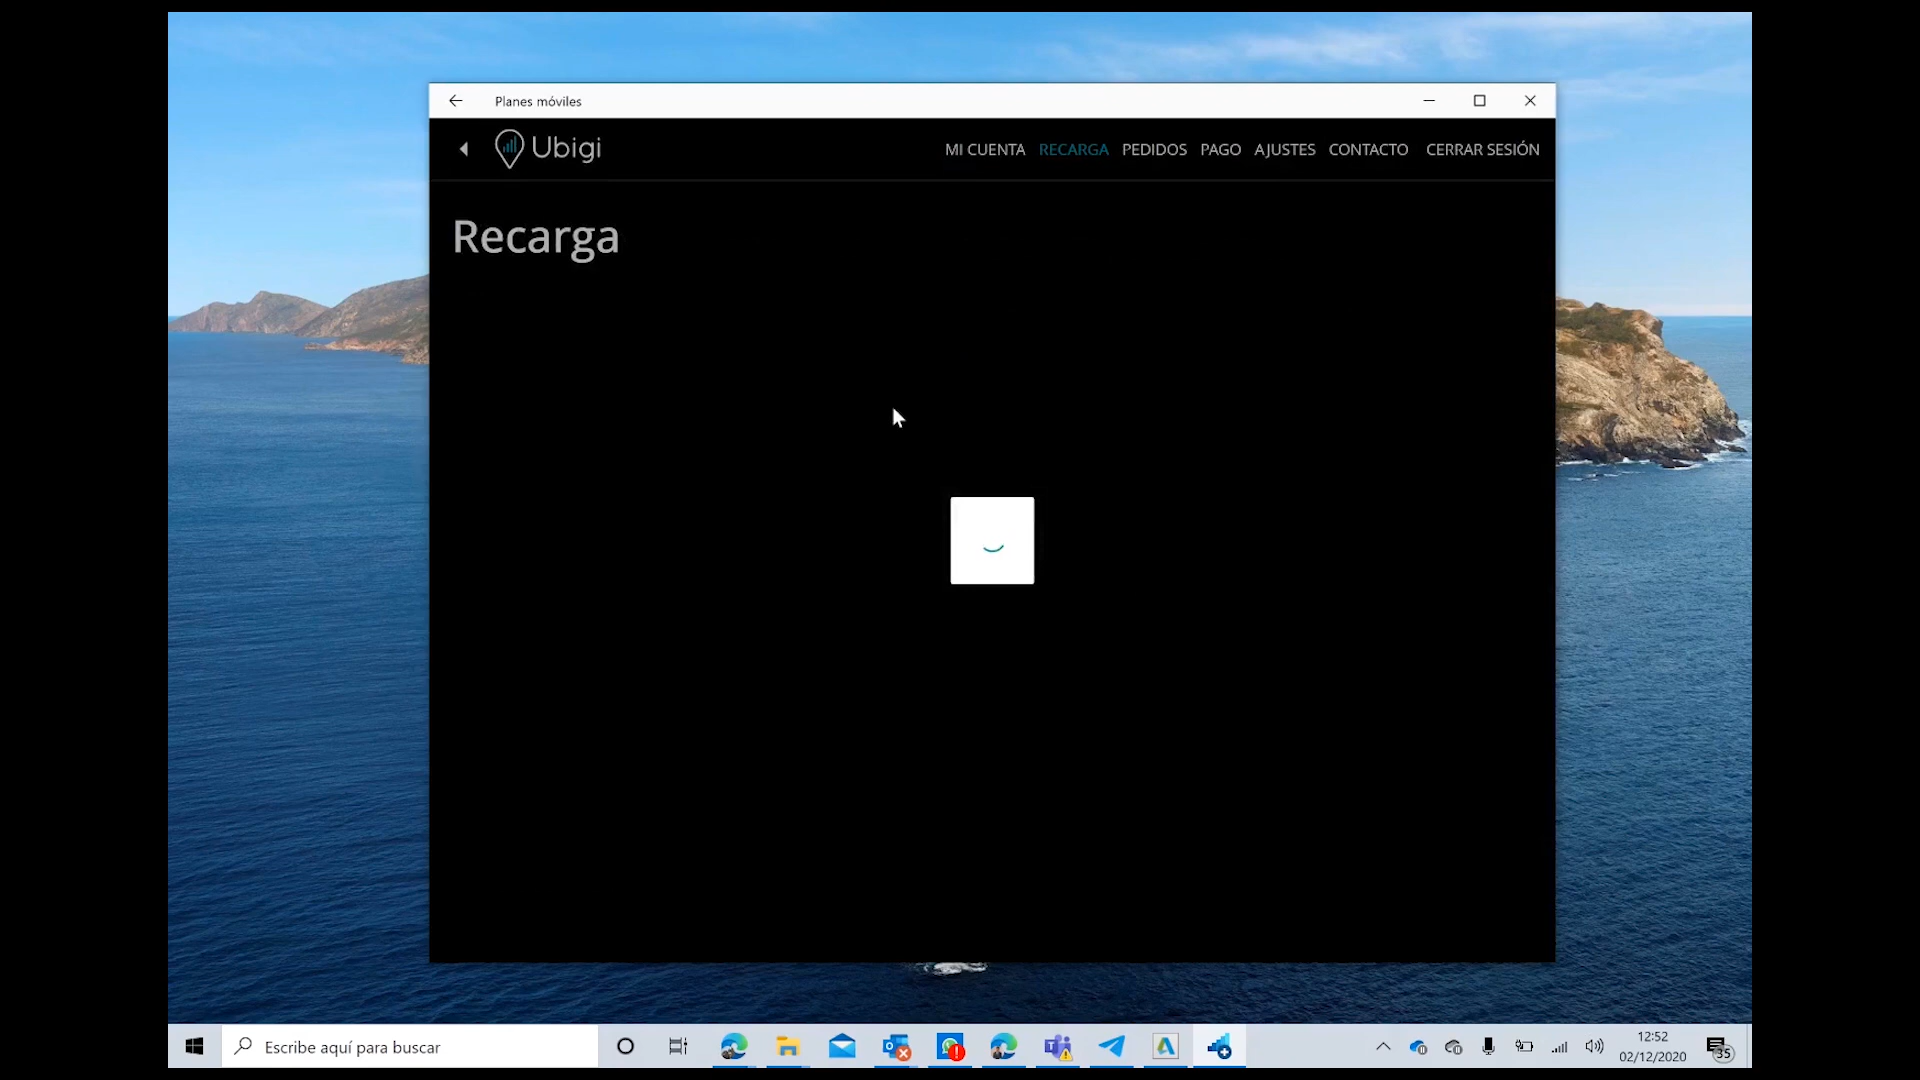 Planes móviles
Ubigi
MI CUENTA RECARGA PEDIDOS PAGO AJUSTES CONTACTO CERRAR SESIÓN
Recarga
Escribe aquí para buscar
12:52
02/12/2020
35